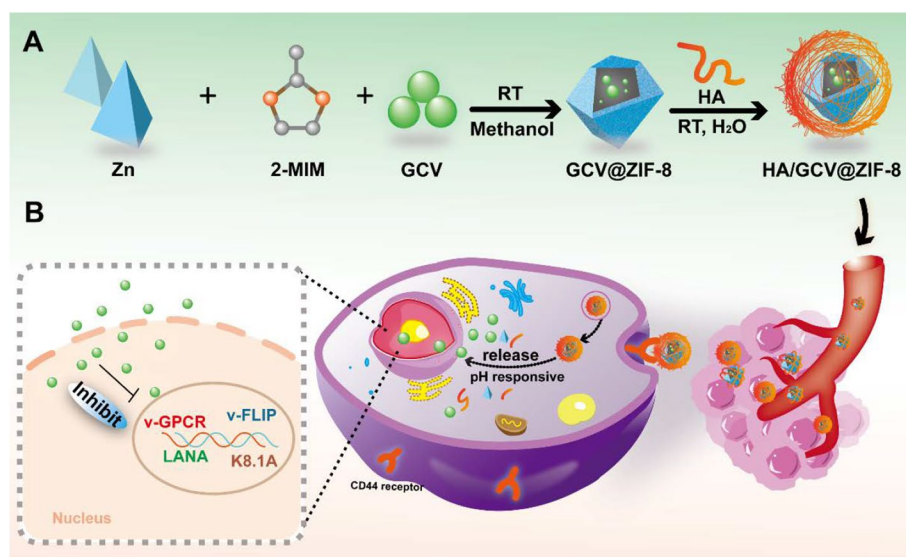 A
Zn
+
2-MIM
+
GCV
RT
Methanol
GCV@ZIF-8
HA
RT, H₂O
HA/GCV@ZIF-8
B
Inhibit
v-GPCR
v-FLIP
LANA
K8.1A
Nucleus
release
pH responsive
CD44 receptor